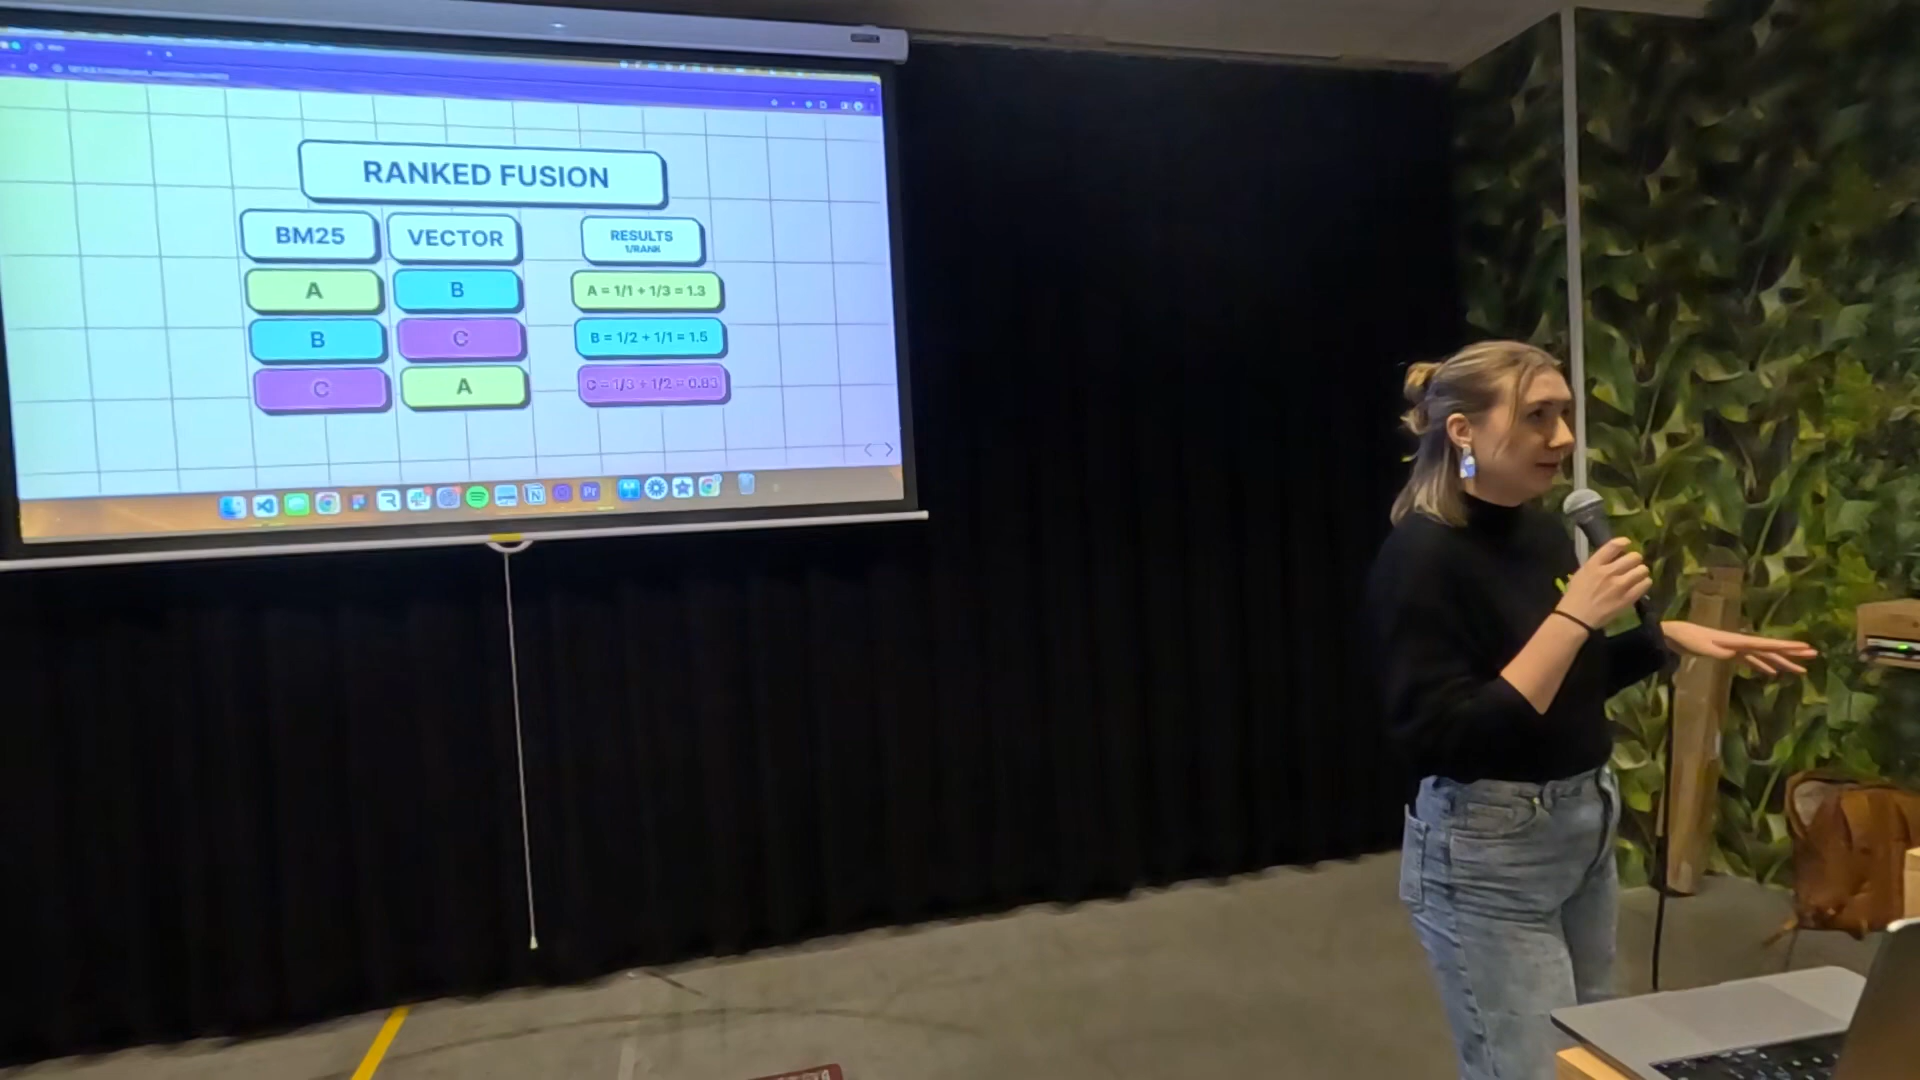 RANKED FUSION
BM25 VECTOR RESULTS
1/RANK
A B A = 1/1 + 1/3 = 1.3
B C B = 1/2 + 1/1 = 1.5
C A C = 1/3 + 1/2 = 0.83
Pr